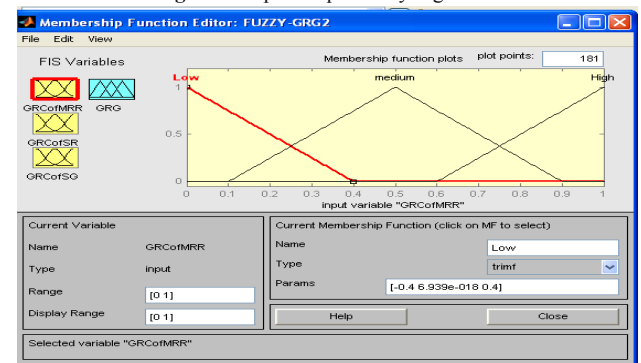 Membership Function Editor: FUZZY-GRG2
File Edit View
FIS Variables
GRCofMRR GRG
GRCofSR
GRCofSG
Membership function plots plot points: 181
Low medium High
1
0.5
0
0 0.1 0.2 0.3 0.4 0.5 0.6 0.7 0.8 0.9 1
input variable "GRCofMRR"
Current Variable
Name GRCofMRR
Type input
Range [0 1]
Display Range [0 1]
Current Membership Function (click on MF to select)
Name Low
Type trimf
Params [-0.4 6.939e-018 0.4]
Help Close
Selected variable "GRCofMRR"